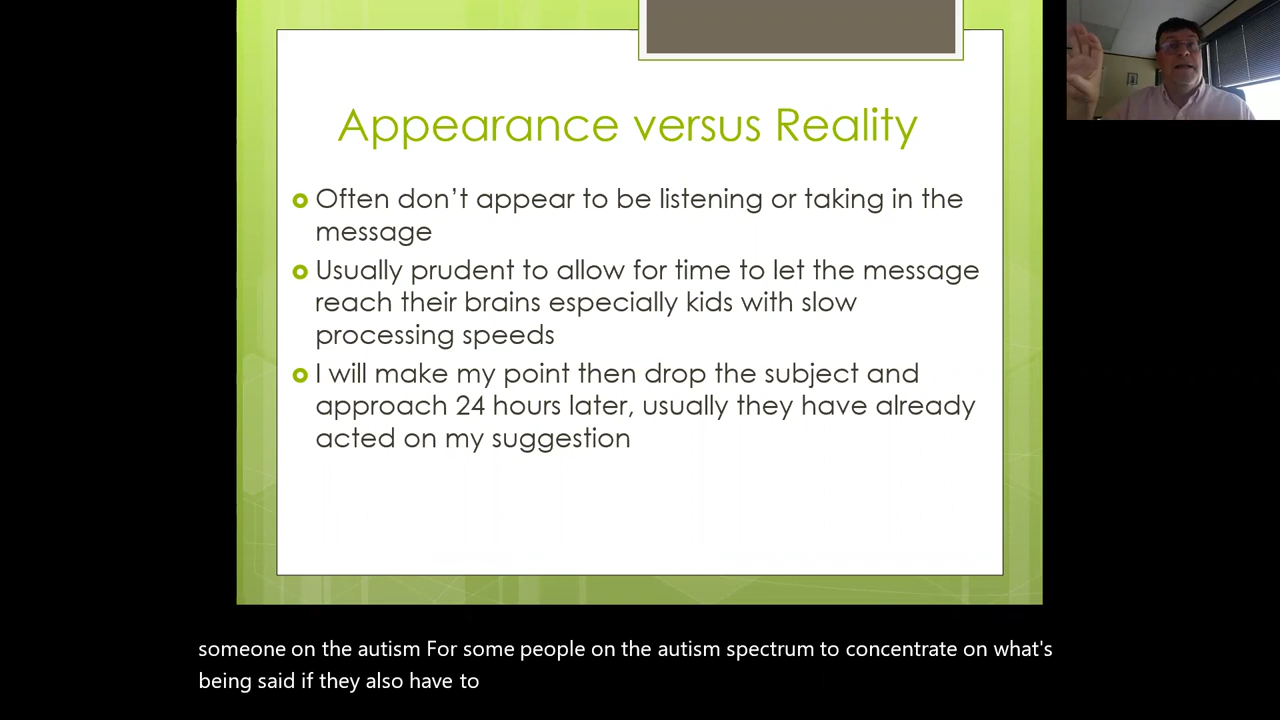 Appearance versus Reality
Often don’t appear to be listening or taking in the
message
Usually prudent to allow for time to let the message
reach their brains especially kids with slow
processing speeds
I will make my point then drop the subject and
approach 24 hours later, usually they have already
acted on my suggestion
someone on the autism For some people on the autism spectrum to concentrate on what's
being said if they also have to